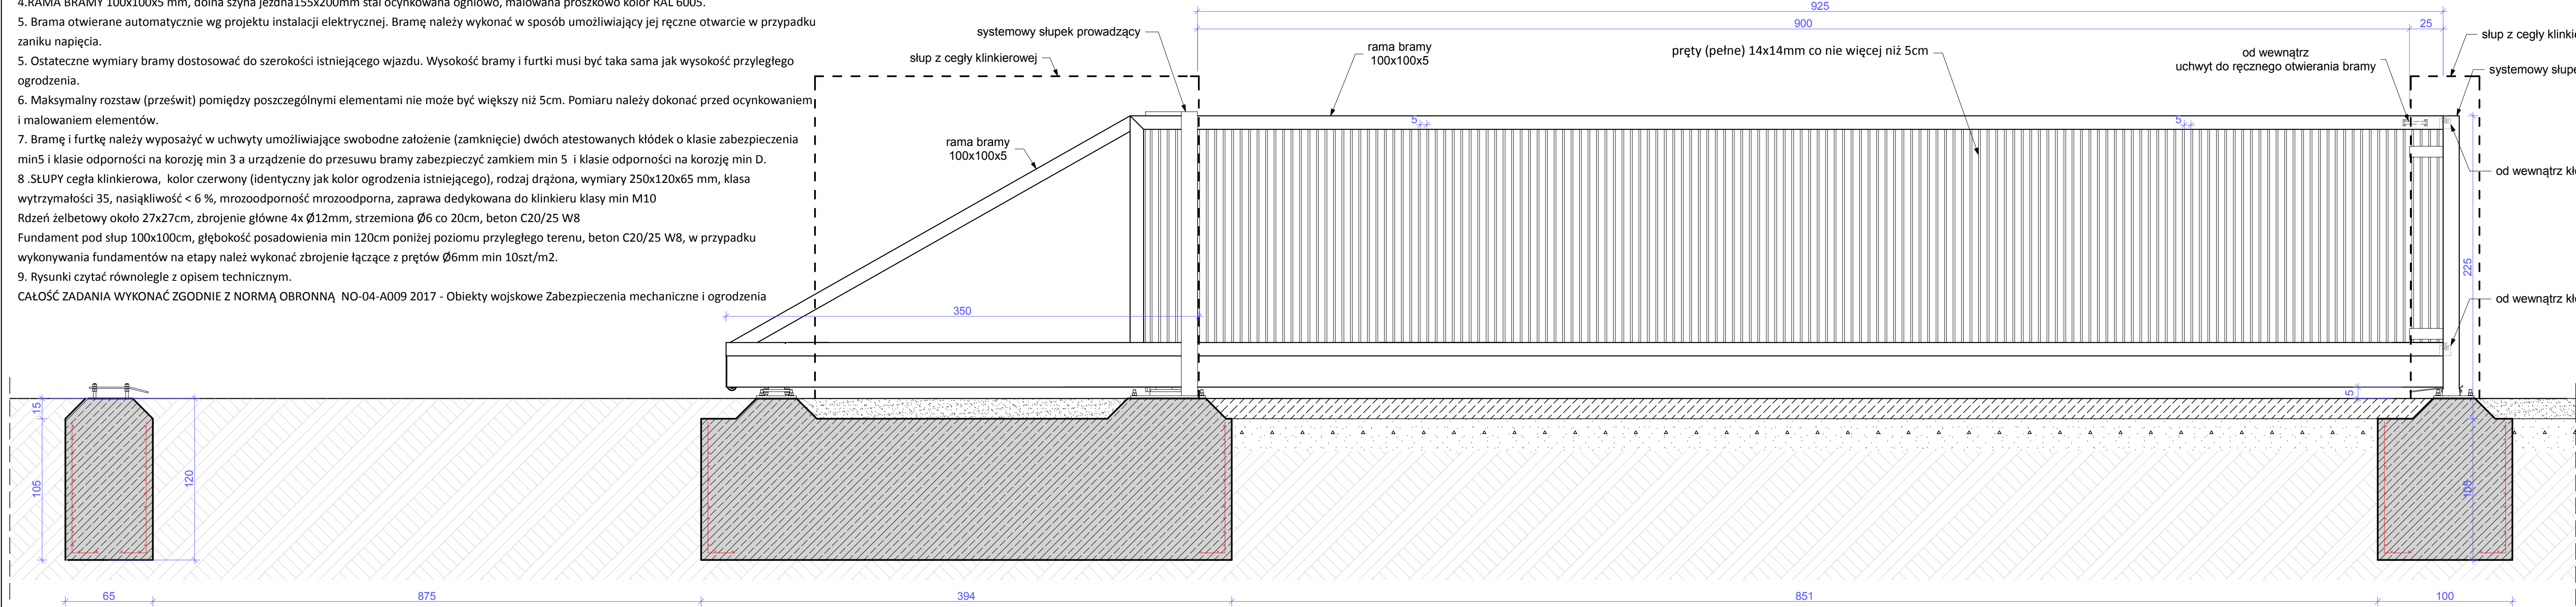 4.RAMA BRAMY 100x100x5 mm, dolna szyna jezdna155x200mm stal ocynkowana ogniowo, malowana proszkowo kolor RAL 6005.
5. Brama otwierane automatycznie wg projektu instalacji elektrycznej. Bramę należy wykonać w sposób umożliwiający jej ręczne otwarcie w przypadku
zaniku napięcia.
5. Ostateczne wymiary bramy dostosować do szerokości istniejącego wjazdu. Wysokość bramy i furtki musi być taka sama jak wysokość przyległego
ogrodzenia.
6. Maksymalny rozstaw (prześwit) pomiędzy poszczególnymi elementami nie może być większy niż 5cm. Pomiaru należy dokonać przed ocynkowaniem
i malowaniem elementów.
7. Bramę i furtkę należy wyposażyć w uchwyty umożliwiające swobodne założenie (zamknięcie) dwóch atestowanych kłódek o klasie zabezpieczenia
min5 i klasie odporności na korozję min 3 a urządzenie do przesuwu bramy zabezpieczyć zamkiem min 5  i klasie odporności na korozję min D.
8 .SŁUPY cegła klinkierowa,  kolor czerwony (identyczny jak kolor ogrodzenia istniejącego), rodzaj drążona, wymiary 250x120x65 mm, klasa
wytrzymałości 35, nasiąkliwość < 6 %, mrozoodporność mrozoodporna, zaprawa dedykowana do klinkieru klasy min M10
Rdzeń żelbetowy około 27x27cm, zbrojenie główne 4x Ø12mm, strzemiona Ø6 co 20cm, beton C20/25 W8
Fundament pod słup 100x100cm, głębokość posadowienia min 120cm poniżej poziomu przyległego terenu, beton C20/25 W8, w przypadku
wykonywania fundamentów na etapy należ wykonać zbrojenie łączące z prętów Ø6mm min 10szt/m2.
9. Rysunki czytać równolegle z opisem technicznym.
CAŁOŚĆ ZADANIA WYKONAĆ ZGODNIE Z NORMĄ OBRONNĄ  NO-04-A009 2017 - Obiekty wojskowe Zabezpieczenia mechaniczne i ogrodzenia
925
900
25
systemowy słupek prowadzący
słup z cegły klinkierowej
rama bramy
100x100x5
pręty (pełne) 14x14mm co nie więcej niż 5cm
od wewnątrz
uchwyt do ręcznego otwierania bramy
słup z cegły klinkie
systemowy słupe
5
5
rama bramy
100x100x5
od wewnątrz kł
225
od wewnątrz kł
350
5
15
105
120
105
65
875
394
851
100